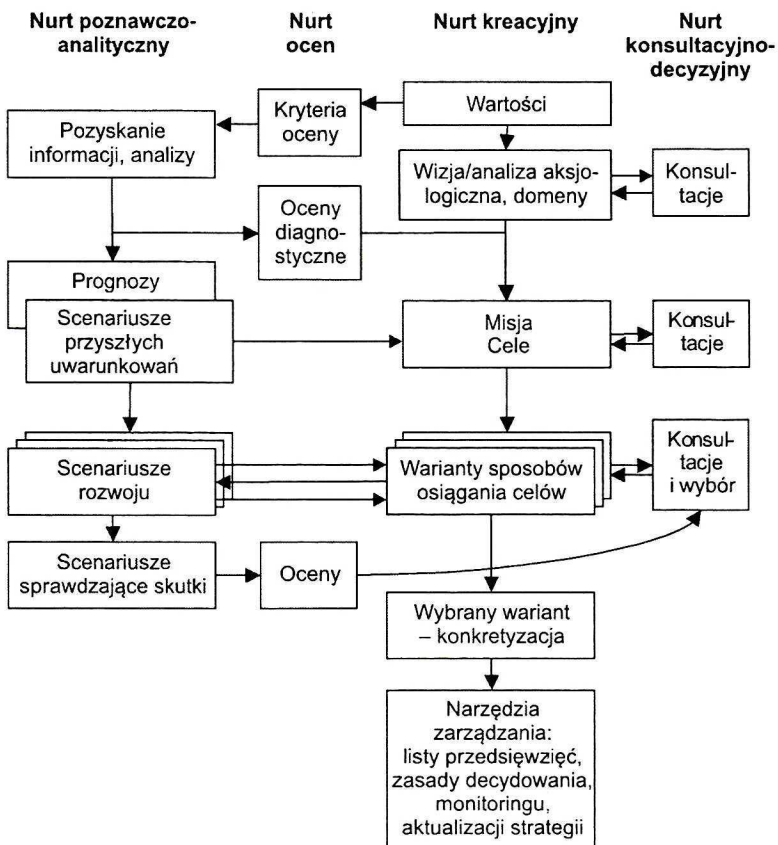 Nurt poznawczo-
analityczny
Nurt
ocen
Nurt kreacyjny
Nurt
konsultacyjno-
decyzyjny
Kryteria
oceny
Wartości
Pozyskanie
informacji, analizy
Wizja/analiza aksjo-
logiczna, domeny
Konsul-
tacje
Oceny
diagno-
styczne
Prognozy
Scenariusze
przyszłych
uwarunkowań
Misja
Cele
Konsul-
tacje
Scenariusze
rozwoju
Warianty sposobów
osiągania celów
Konsul-
tacje
i wybór
Scenariusze
sprawdzające skutki
Oceny
Wybrany wariant
– konkretyzacja
Narzędzia
zarządzania:
listy przedsięwzięć,
zasady decydowania,
monitoringu,
aktualizacji strategii